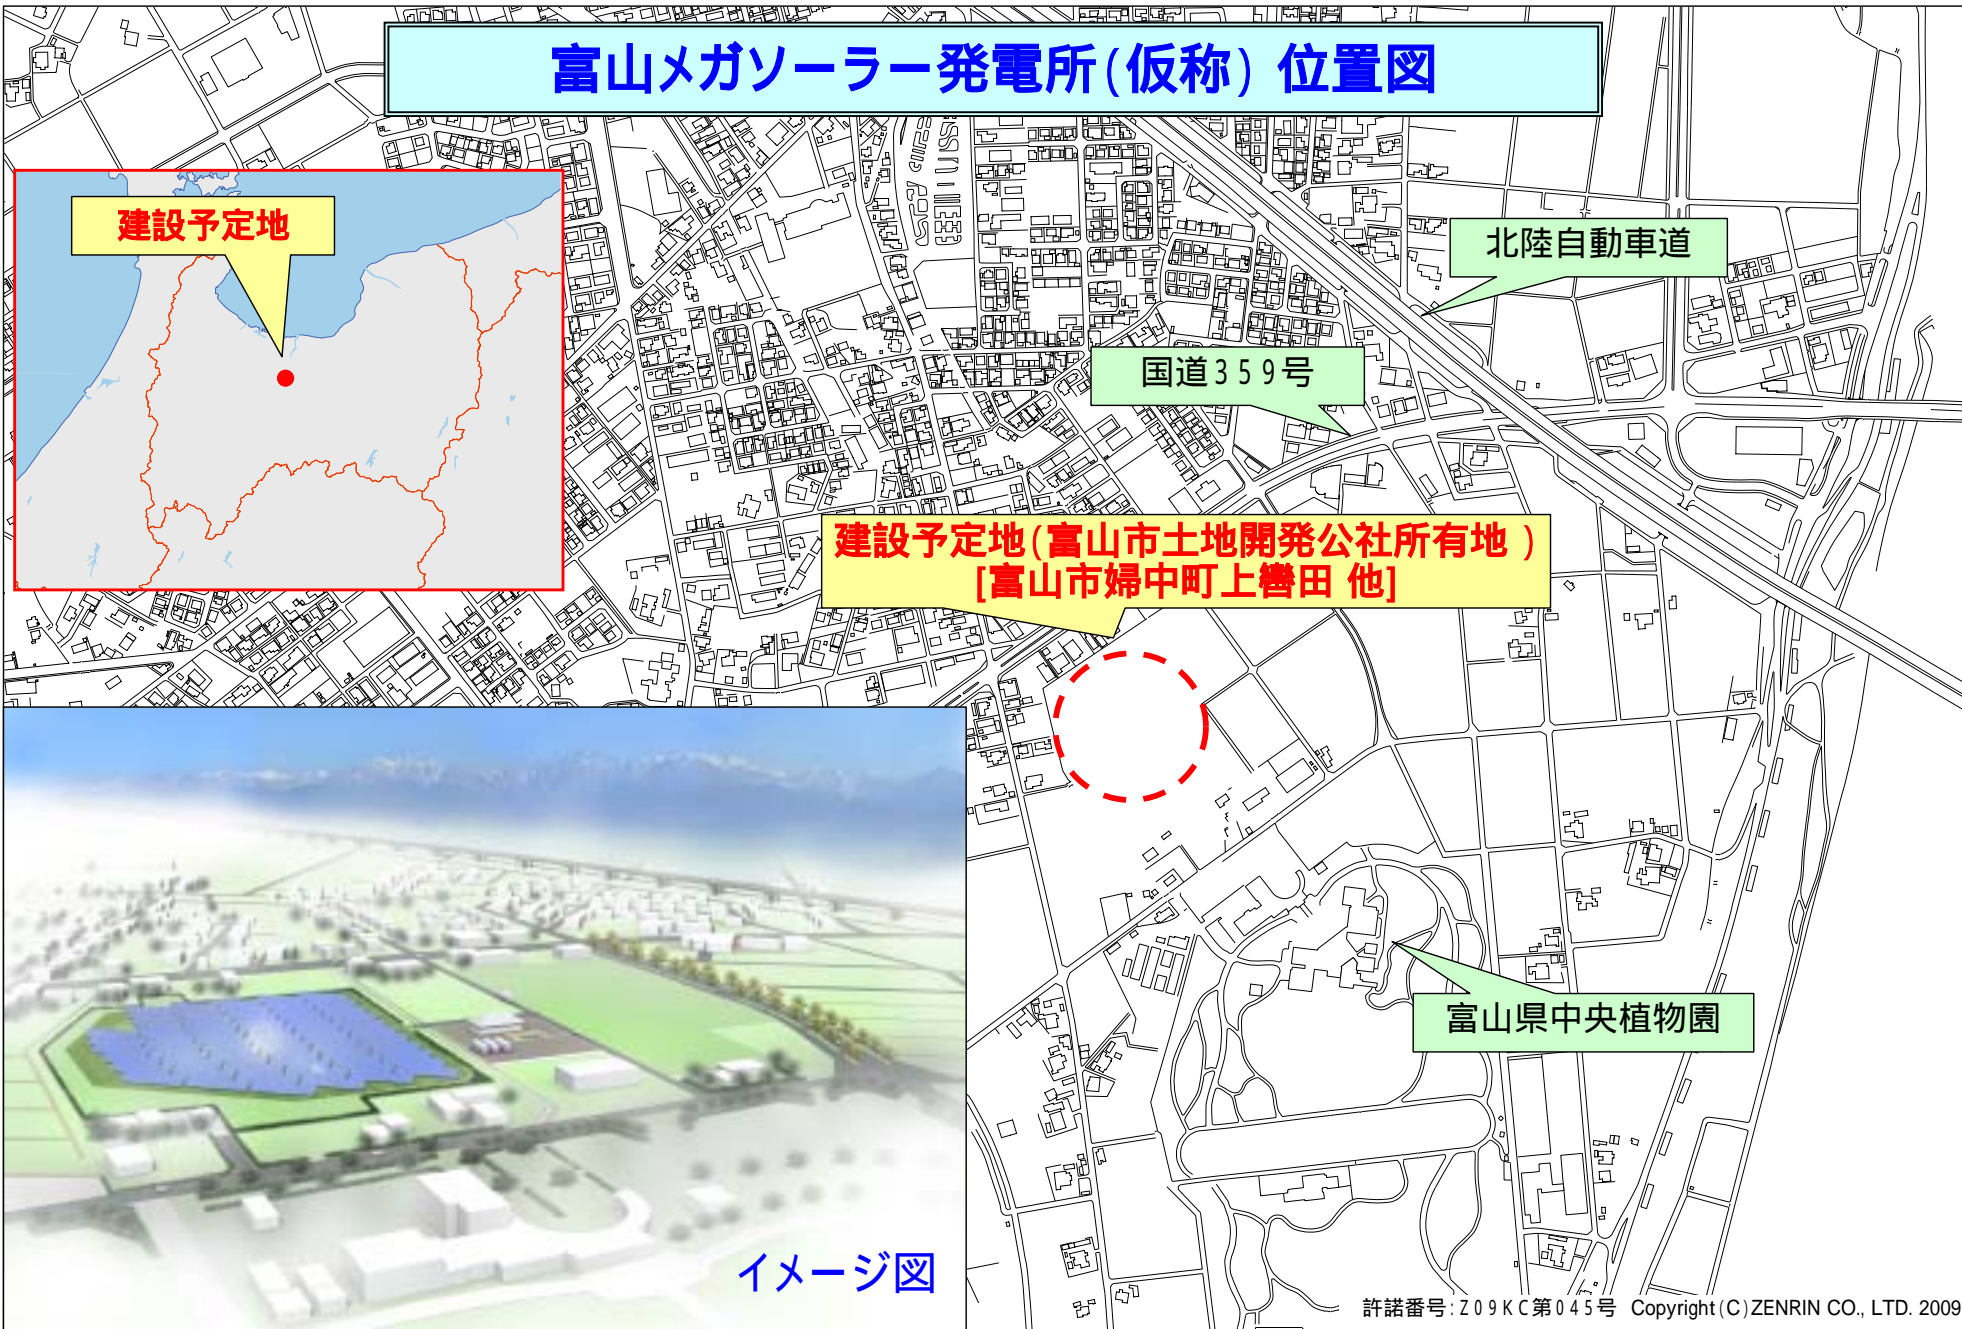 富山メガソーラー発電所(仮称) 位置図
建設予定地
北陸自動車道
国道359号
建設予定地(富山市土地開発公社所有地)
[富山市婦中町上轡田 他]
富山県中央植物園
イメージ図
許諾番号:Z09KC第045号 Copyright(C)ZENRIN CO., LTD. 2009